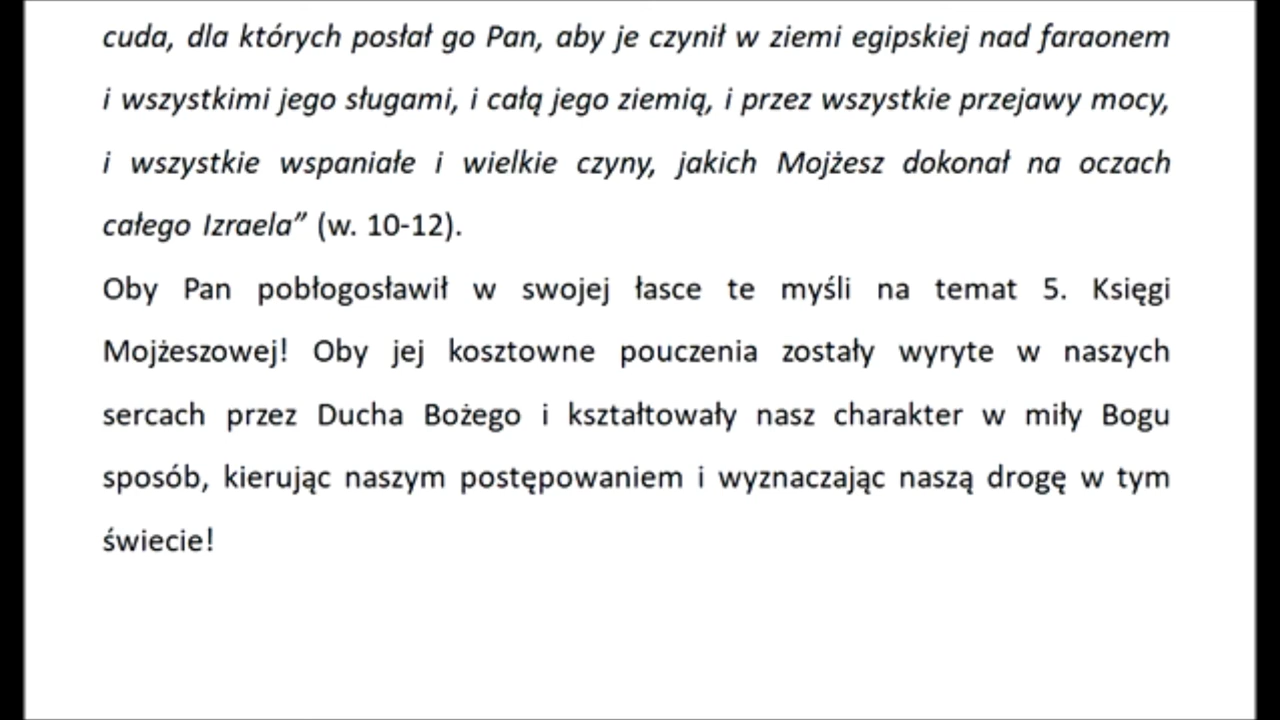 cuda, dla których posłał go Pan, aby je czynił w ziemi egipskiej nad faraonem
i wszystkimi jego sługami, i całą jego ziemią, i przez wszystkie przejawy mocy,
i wszystkie wspaniałe i wielkie czyny, jakich Mojżesz dokonał na oczach
całego Izraela” (w. 10-12).
Oby Pan pobłogosławił w swojej łasce te myśli na temat 5. Księgi
Mojżeszowej! Oby jej kosztowne pouczenia zostały wyryte w naszych
sercach przez Ducha Bożego i kształtowały nasz charakter w miły Bogu
sposób, kierując naszym postępowaniem i wyznaczając naszą drogę w tym
świecie!